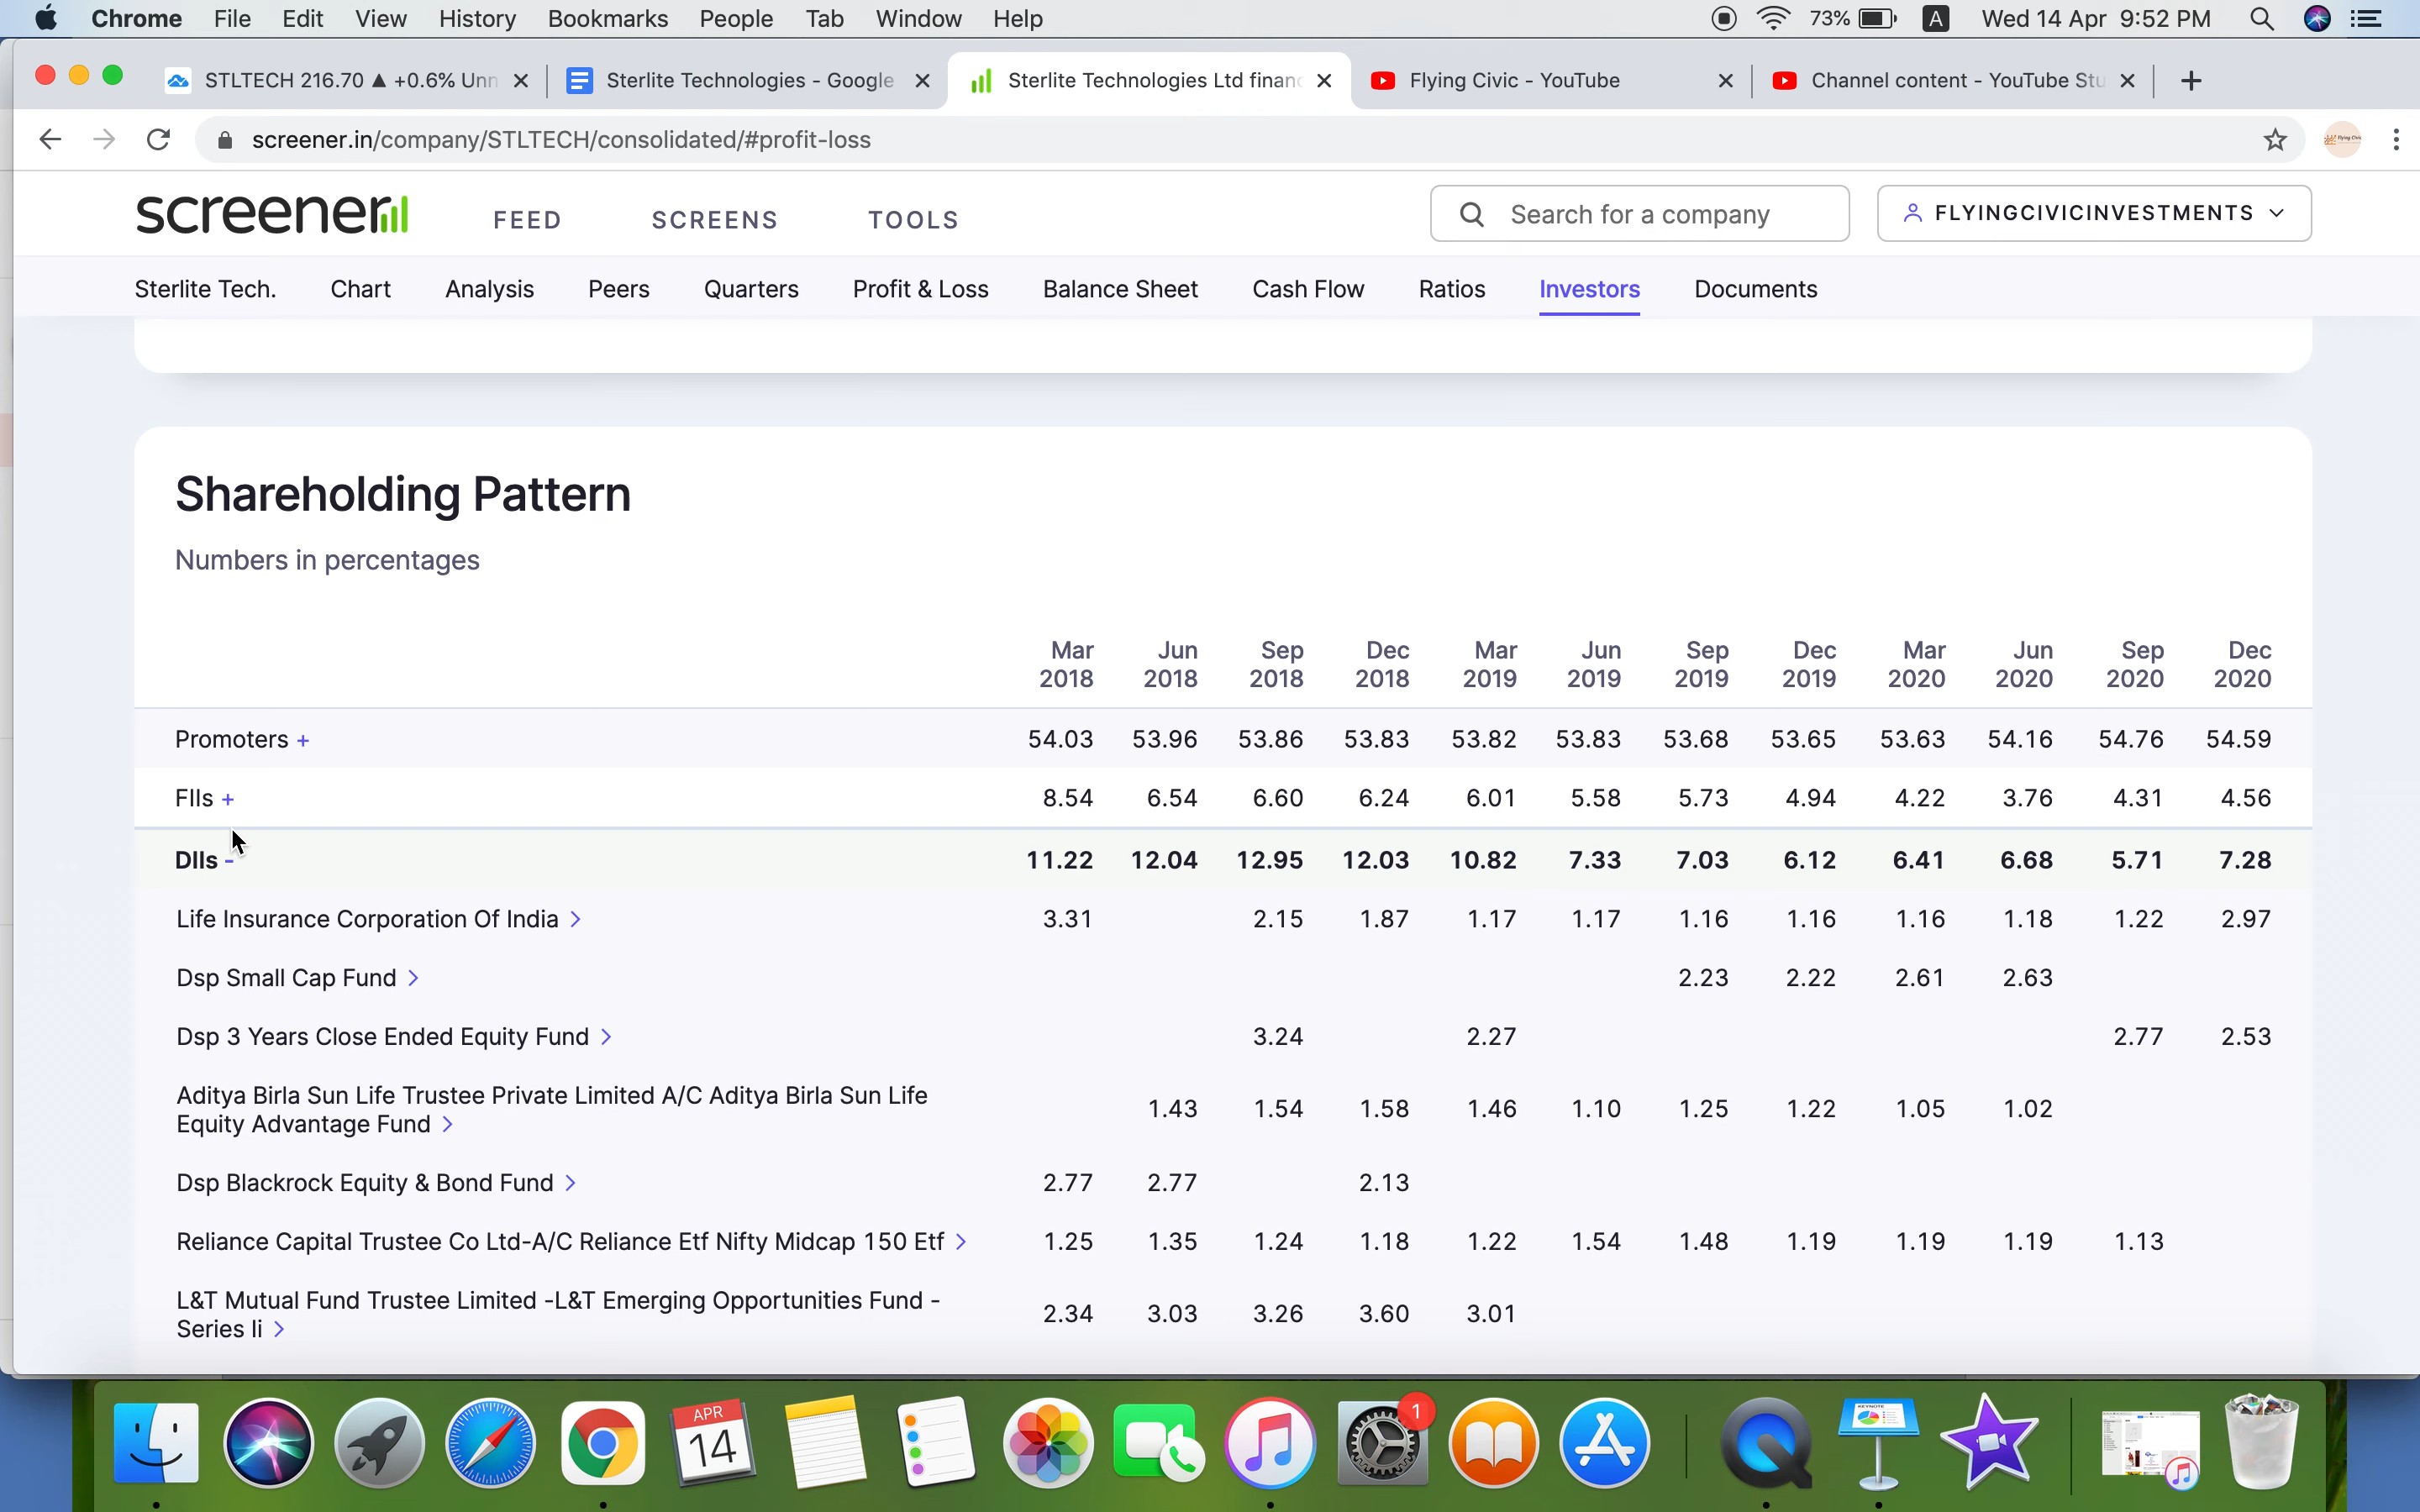 Chrome File Edit View History Bookmarks People Tab Window Help 73% A Wed 14 Apr 9:52 PM
STLTECH 216.70 ▲ +0.6% Unn Sterlite Technologies - Google Sterlite Technologies Ltd financ Flying Civic - YouTube Channel content - YouTube Stu
screener.in/company/STLTECH/consolidated/#profit-loss
screener FEED SCREENS TOOLS Search for a company FLYINGCIVICINVESTMENTS
Sterlite Tech. Chart Analysis Peers Quarters Profit & Loss Balance Sheet Cash Flow Ratios Investors Documents
Shareholding Pattern
Numbers in percentages
Mar Jun Sep Dec Mar Jun Sep Dec Mar Jun Sep Dec
2018 2018 2018 2018 2019 2019 2019 2019 2020 2020 2020 2020
Promoters + 54.03 53.96 53.86 53.83 53.82 53.83 53.68 53.65 53.63 54.16 54.76 54.59
FIIs + 8.54 6.54 6.60 6.24 6.01 5.58 5.73 4.94 4.22 3.76 4.31 4.56
DIIs - 11.22 12.04 12.95 12.03 10.82 7.33 7.03 6.12 6.41 6.68 5.71 7.28
Life Insurance Corporation Of India > 3.31 2.15 1.87 1.17 1.17 1.16 1.16 1.16 1.18 1.22 2.97
Dsp Small Cap Fund > 2.23 2.22 2.61 2.63
Dsp 3 Years Close Ended Equity Fund > 3.24 2.27 2.77 2.53
Aditya Birla Sun Life Trustee Private Limited A/C Aditya Birla Sun Life
Equity Advantage Fund > 1.43 1.54 1.58 1.46 1.10 1.25 1.22 1.05 1.02
Dsp Blackrock Equity & Bond Fund > 2.77 2.77 2.13
Reliance Capital Trustee Co Ltd-A/C Reliance Etf Nifty Midcap 150 Etf > 1.25 1.35 1.24 1.18 1.22 1.54 1.48 1.19 1.19 1.19 1.13
L&T Mutual Fund Trustee Limited -L&T Emerging Opportunities Fund -
Series Ii > 2.34 3.03 3.26 3.60 3.01
APR
14
1
KEYNOTE